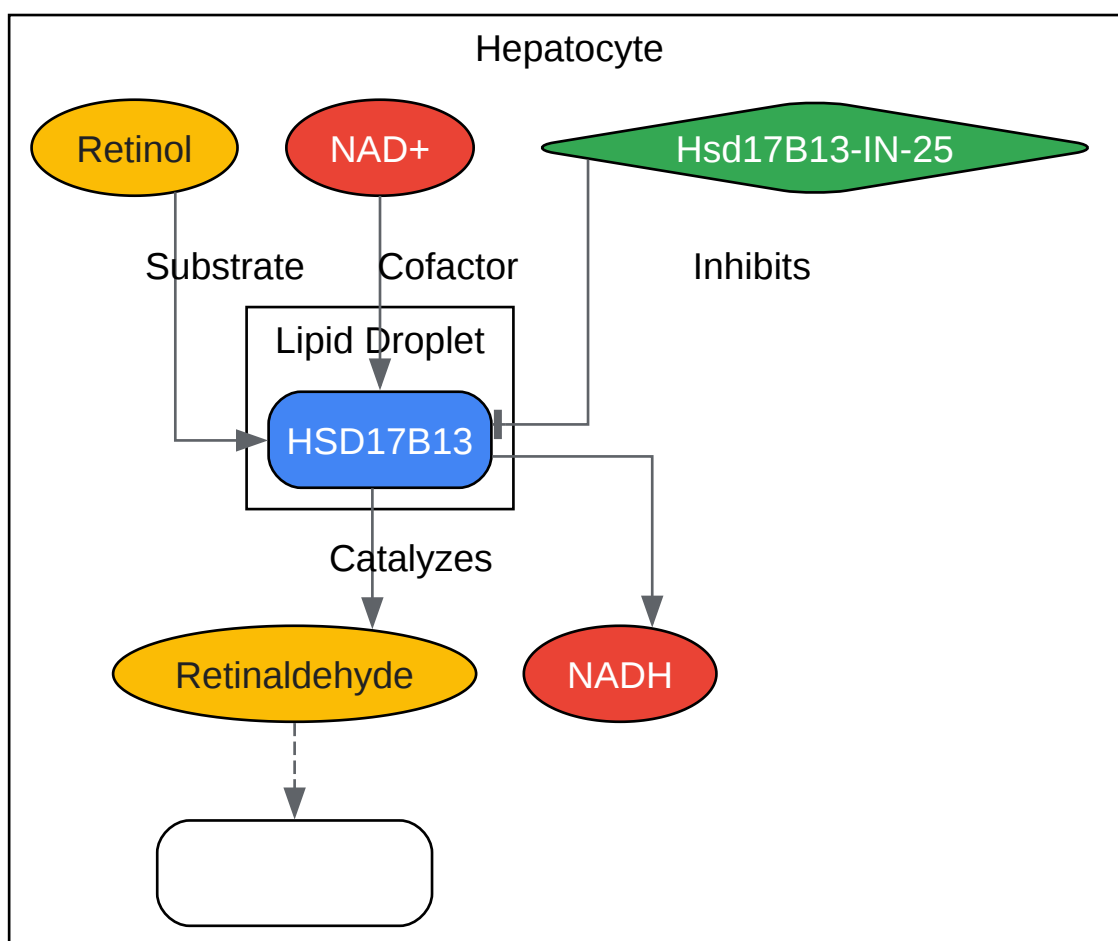 Hepatocyte
Retinol
NAD+
Hsd17B13-IN-25
Substrate
Cofactor
Inhibits
Lipid Droplet
HSD17B13
Catalyzes
Retinaldehyde
NADH